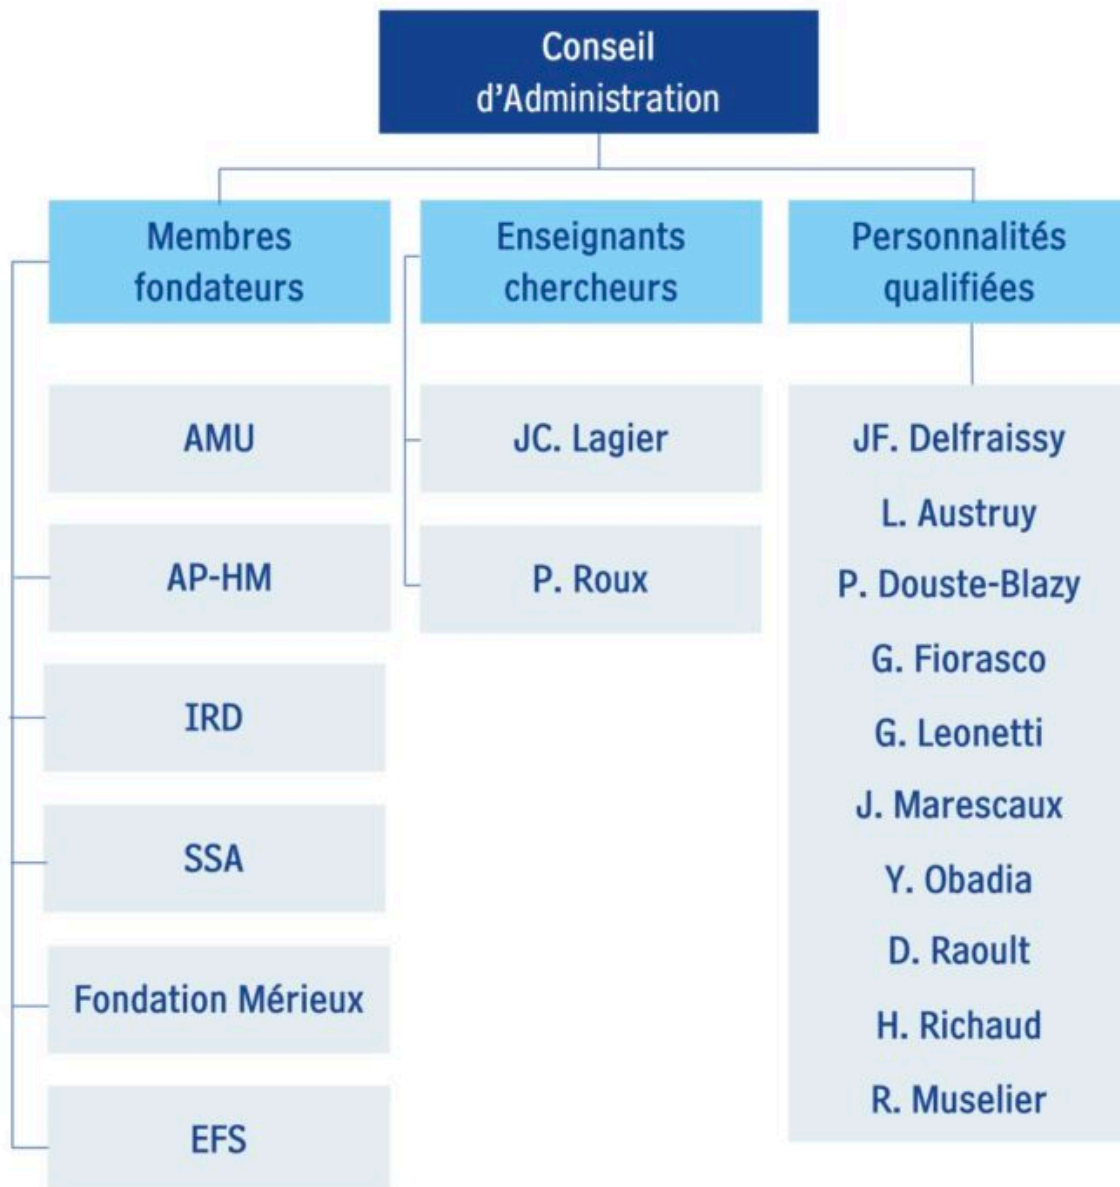 Conseil
d'Administration
Membres
fondateurs
AMU
AP-HM
IRD
SSA
Fondation Mérieux
EFS
Enseignants
chercheurs
JC. Lagier
P. Roux
Personnalités
qualifiées
JF. Delfraissy
L. Austruy
P. Douste-Blazy
G. Fiorasco
G. Leonetti
J. Marescaux
Y. Obadia
D. Raoult
H. Richaud
R. Muselier